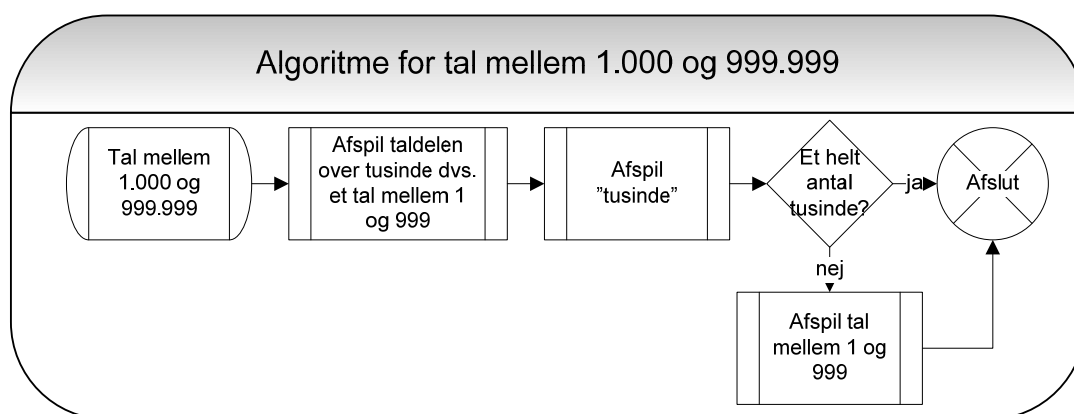 Algoritme for tal mellem 1.000 og 999.999
Tal mellem
1.000 og
999.999
Afspil taldelen
over tusinde dvs.
et tal mellem 1
og 999
Afspil
”tusinde”
Et helt
antal
tusinde?
ja
Afslut
nej
Afspil tal
mellem 1 og
999